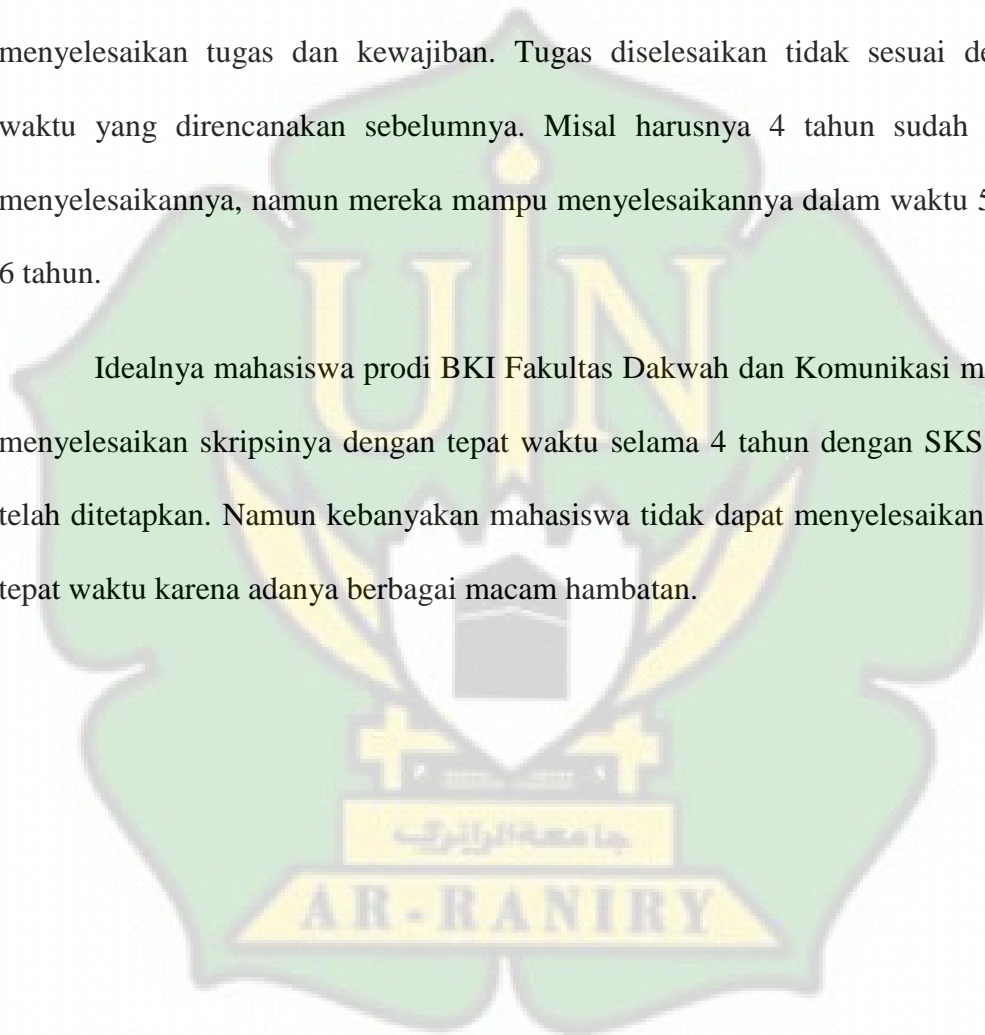 menyelesaikan tugas dan kewajiban. Tugas diselesaikan tidak sesuai de
waktu yang direncanakan sebelumnya. Misal harusnya 4 tahun sudah
menyelesaikannya, namun mereka mampu menyelesaikannya dalam waktu 5
6 tahun.
Idealnya mahasiswa prodi BKI Fakultas Dakwah dan Komunikasi m
menyelesaikan skripsinya dengan tepat waktu selama 4 tahun dengan SKS
telah ditetapkan. Namun kebanyakan mahasiswa tidak dapat menyelesaikan
tepat waktu karena adanya berbagai macam hambatan.
UIN
جامعة الرانري
AR-RANIRY